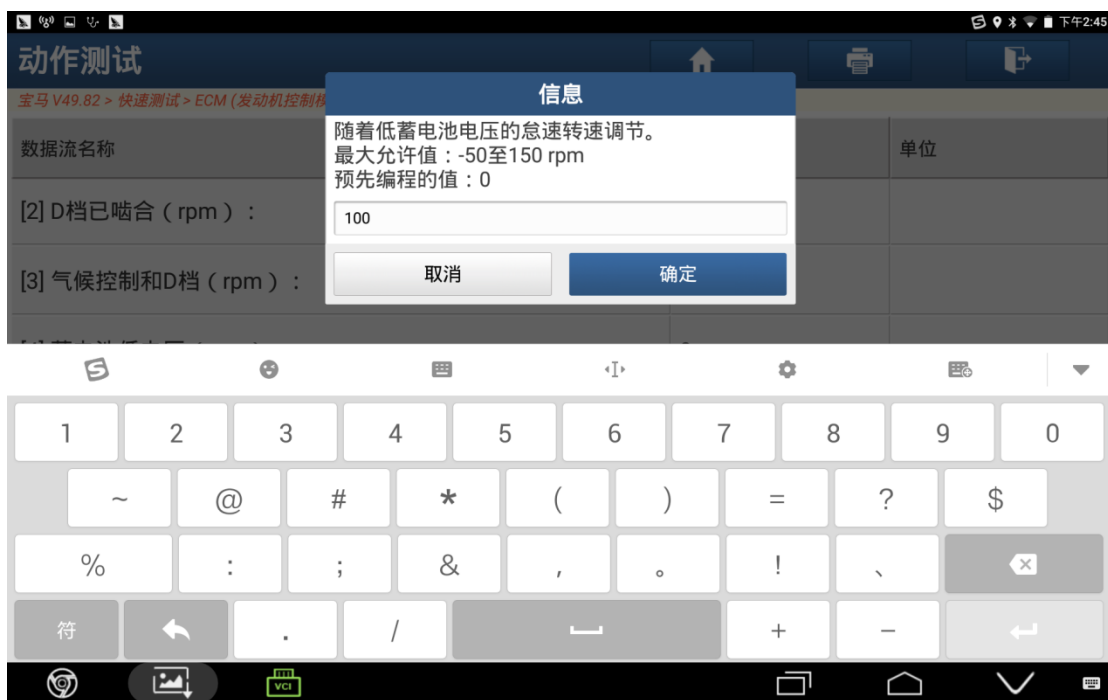 下午2:45
动作测试
宝马 V49.82 > 快速测试 > ECM (发动机控制模
信息
随着低蓄电池电压的怠速转速调节。
最大允许值：-50至150 rpm
预先编程的值：0
100
取消
确定
数据流名称
单位
[2] D档已啮合（rpm）：
[3] 气候控制和D档（rpm）：
1 2 3 4 5 6 7 8 9 0
~ @ # * ( ) = ? $
% : ; & , 。 ! 、
符 . / + −
VCI